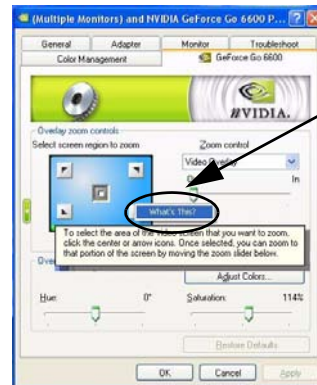 (Multiple Monitors) and NVIDIA GeForce Go 6600 P...
General Adapter Monitor Troubleshoot
Color Management GeForce Go 6600
NVIDIA.
Overlay zoom controls
Select screen region to zoom Zoom control
Video Overlay
In
What's This?
To select the area of the video screen that you want to zoom,
click the center or arrow icons. Once selected, you can zoom to
that portion of the screen by moving the zoom slider below.
Adjust Colors...
Hue: 0° Saturation: 114%
Restore Defaults
OK Cancel Apply